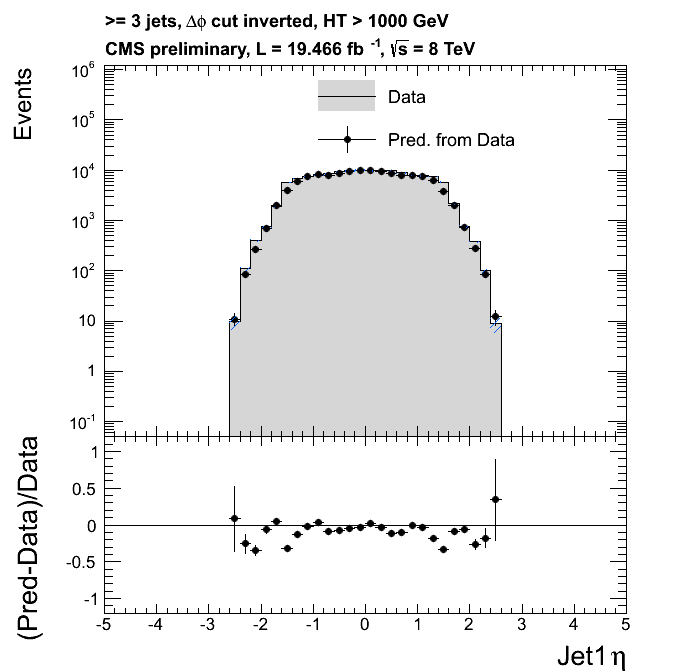 >= 3 jets, Δϕ cut inverted, HT > 1000 GeV
CMS preliminary, L = 19.466 fb ⁻¹, √s = 8 TeV
Events
10⁶
10⁵
10⁴
10³
10²
10
1
10⁻¹
Data
Pred. from Data
(Pred-Data)/Data
1
0.5
0
-0.5
-1
-5 -4 -3 -2 -1 0 1 2 3 4 5
Jet1 η